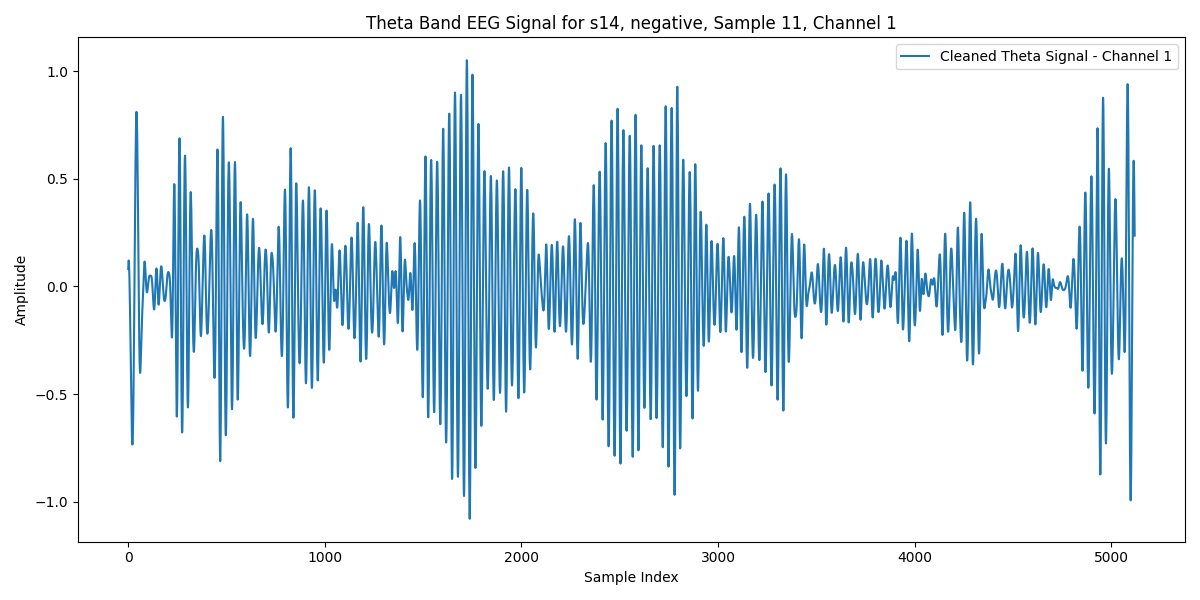 Theta Band EEG Signal for s14, negative, Sample 11, Channel 1
Cleaned Theta Signal - Channel 1
1.0
0.5
0.0
−0.5
−1.0
Amplitude
0 1000 2000 3000 4000 5000
Sample Index